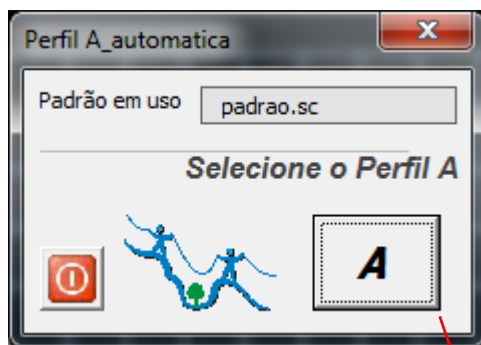 Perfil A_automatica
Padrão em uso padrao.sc
Selecione o Perfil A
A